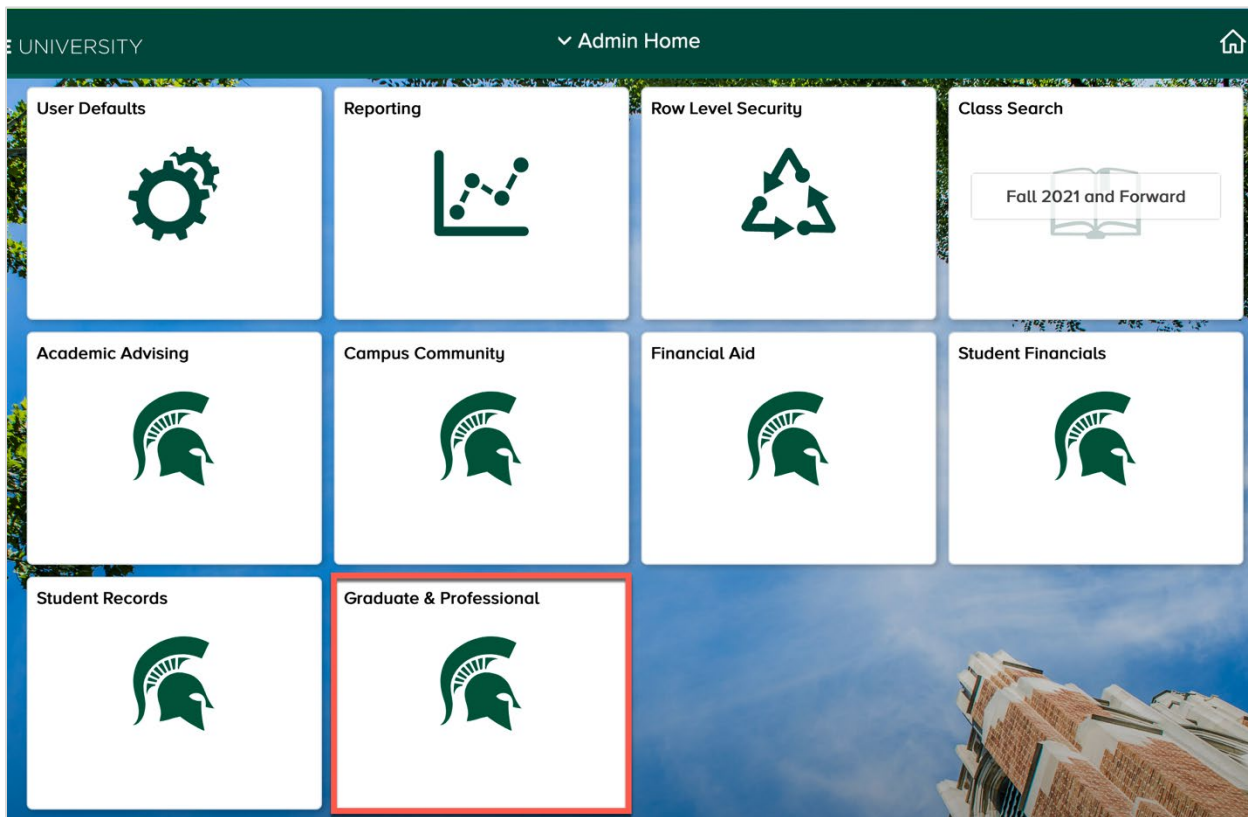 UNIVERSITY
Admin Home
User Defaults
Reporting
Row Level Security
Class Search
Fall 2021 and Forward
Academic Advising
Campus Community
Financial Aid
Student Financials
Student Records
Graduate & Professional